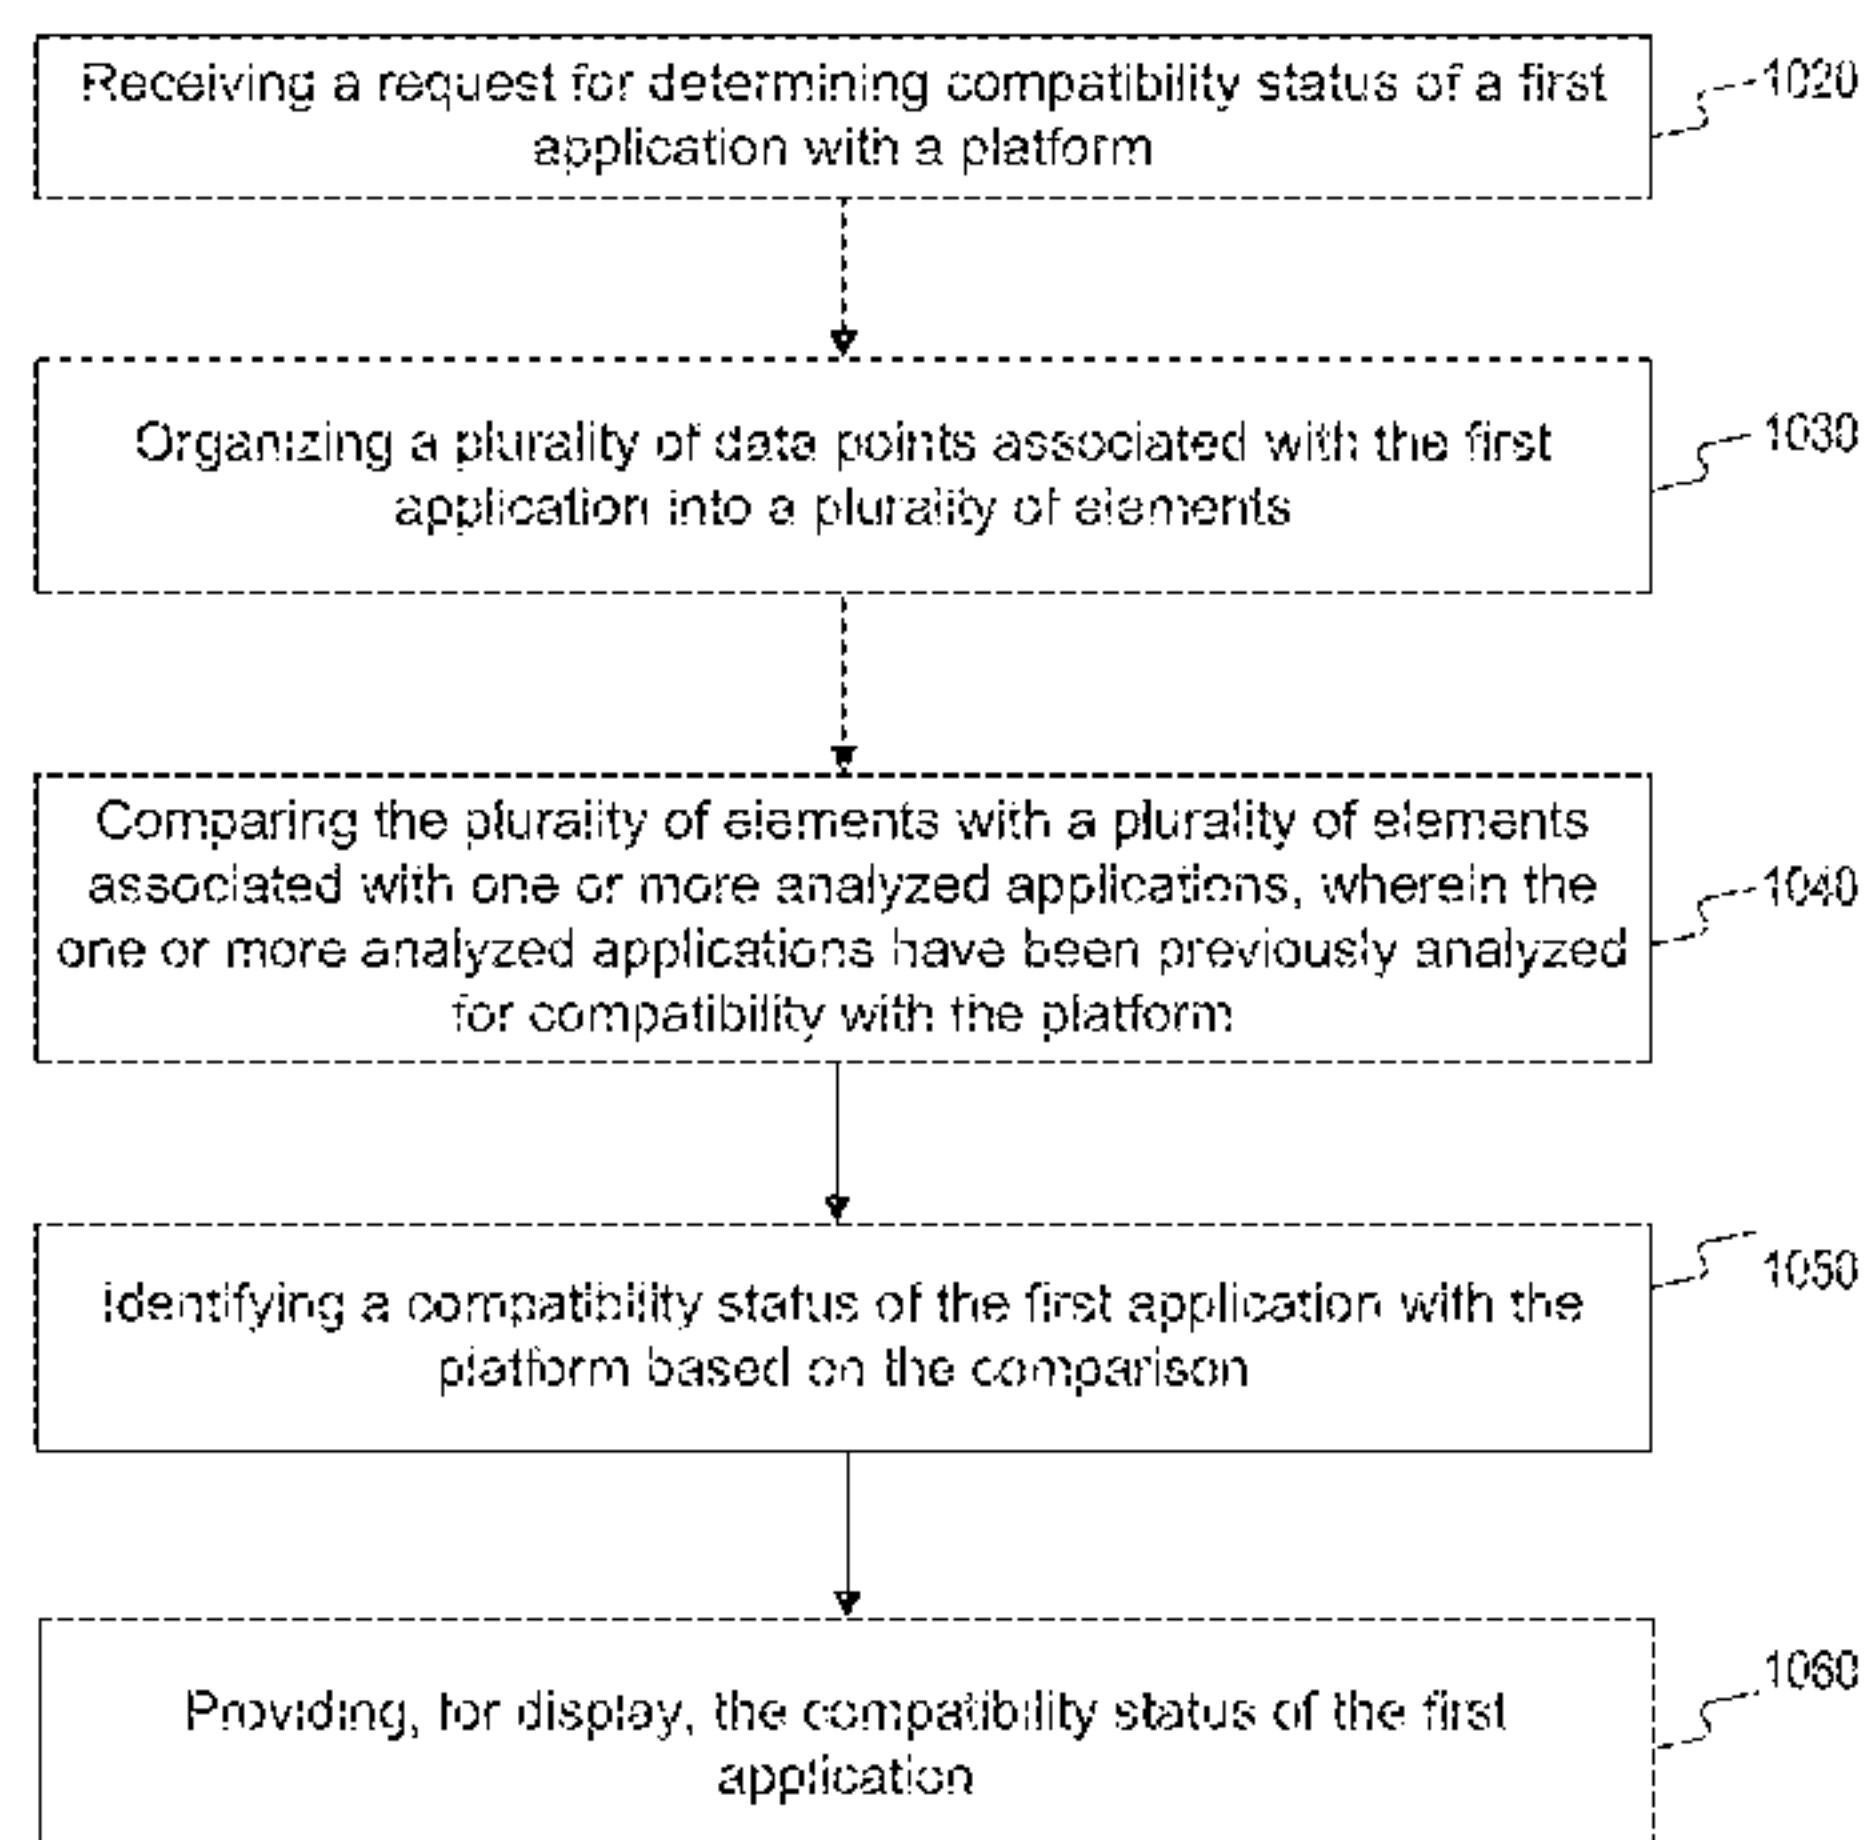 Receiving a request for determining compatibility status of a first
application with a platform
1020
Organizing a plurality of data points associated with the first
application into a plurality of elements
1030
Comparing the plurality of elements with a plurality of elements
associated with one or more analyzed applications, wherein the
one or more analyzed applications have been previously analyzed
for compatibility with the platform
1040
Identifying a compatibility status of the first application with the
platform based on the comparison
1050
Providing, for display, the compatibility status of the first
application
1060